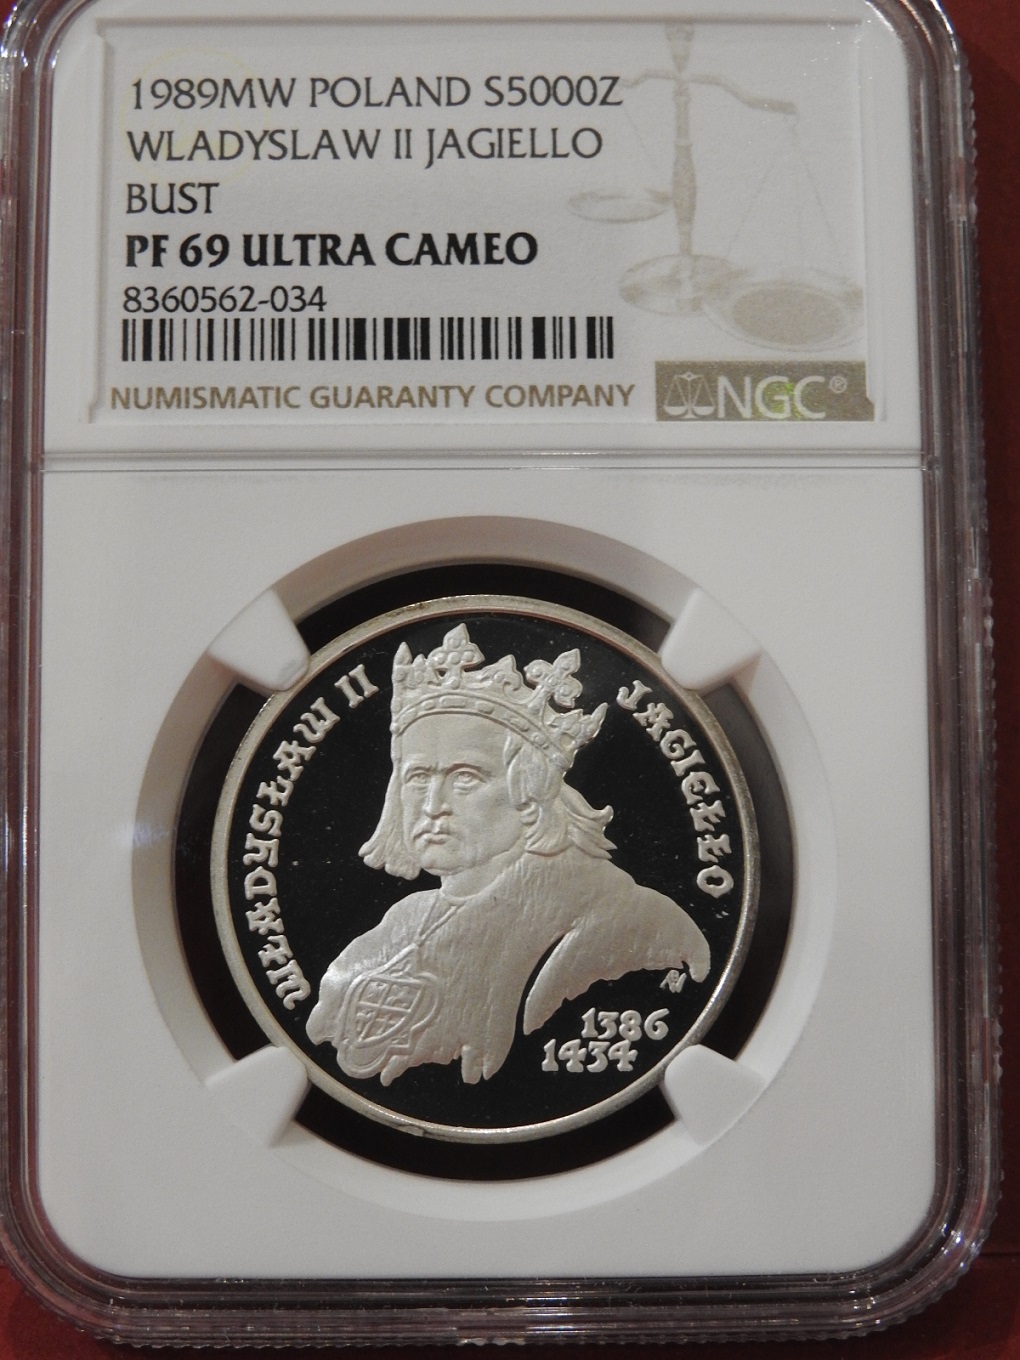 1989MW POLAND S5000Z
WLADYSLAW II JAGIELLO
BUST
PF 69 ULTRA CAMEO
8360562-034
NUMISMATIC GUARANTY COMPANY
NGC®
WŁADYSŁAW II JAGIEŁŁO
1386
1434